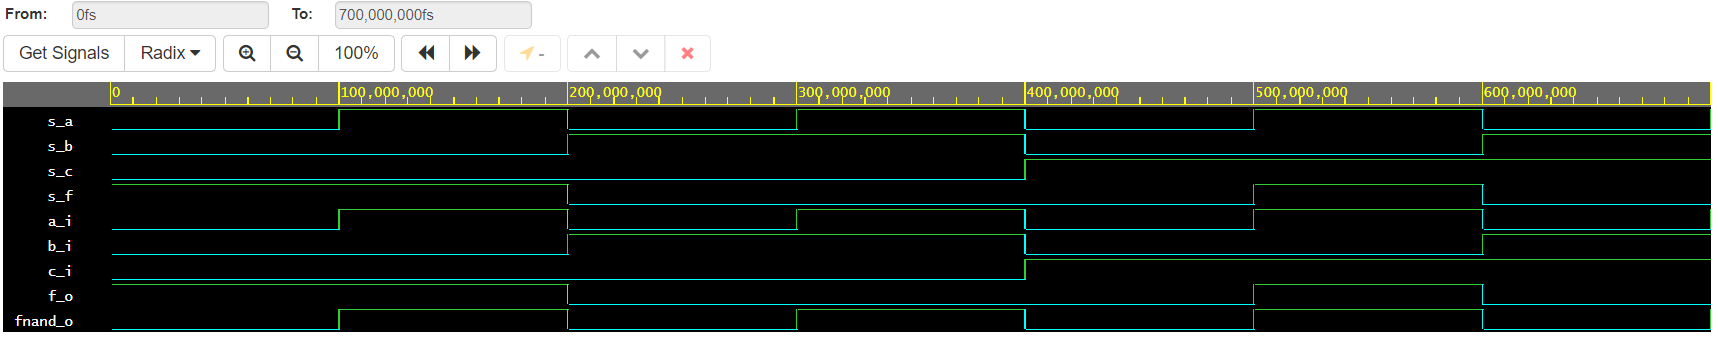 From: 0fs To: 700,000,000fs
Get Signals Radix 100% -
0 100,000,000 200,000,000 300,000,000 400,000,000 500,000,000 600,000,000
s_a
s_b
s_c
s_f
a_i
b_i
c_i
f_o
fnand_o